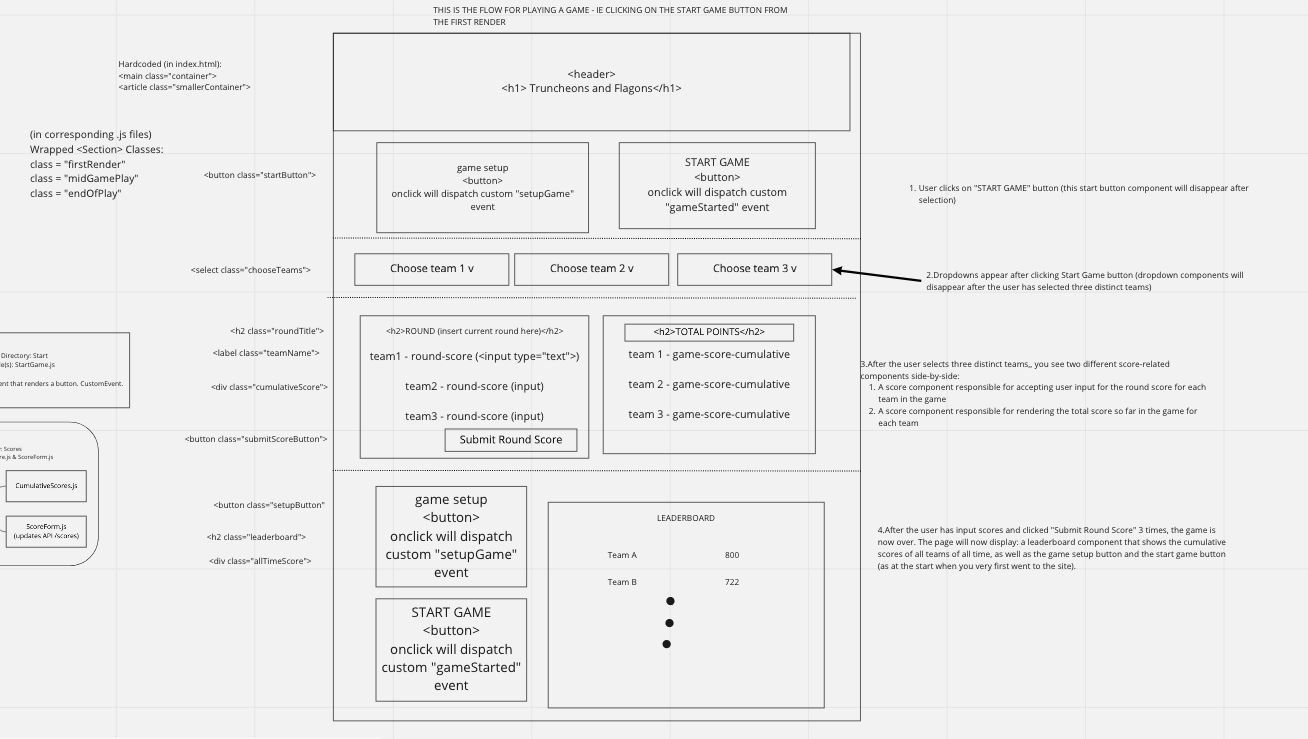 THIS IS THE FLOW FOR PLAYING A GAME - IE CLICKING ON THE START GAME BUTTON FROM
THE FIRST RENDER
Hardcoded (in index.html):
<main class="container">
<article class="smallerContainer">
<header>
<h1> Truncheons and Flagons</h1>
(in corresponding .js files)
Wrapped <Section> Classes:
class = "firstRender"
class = "midGamePlay"
class = "endOfPlay"
<button class="startButton">
game setup
<button>
onclick will dispatch custom "setupGame"
event
START GAME
<button>
onclick will dispatch custom
"gameStarted" event
1. User clicks on "START GAME" button (this start button component will disappear after
selection)
<select class="chooseTeams">
Choose team 1 v
Choose team 2 v
Choose team 3 v
2.Dropdowns appear after clicking Start Game button (dropdown components will
disappear after the user has selected three distinct teams)
<h2 class="roundTitle">
<label class="teamName">
<div class="cumulativeScore">
<button class="submitScoreButton">
<h2>ROUND (insert current round here)</h2>
team1 - round-score (<input type="text">)
team2 - round-score (input)
team3 - round-score (input)
Submit Round Score
<h2>TOTAL POINTS</h2>
team 1 - game-score-cumulative
team 2 - game-score-cumulative
team 3 - game-score-cumulative
3.After the user selects three distinct teams,, you see two different score-related
components side-by-side:
1. A score component responsible for accepting user input for the round score for each
team in the game
2. A score component responsible for rendering the total score so far in the game for
each team
Directory: Start
(s): StartGame.js
ent that renders a button. CustomEvent.
: Scores
e.js & ScoreForm.js
CumulativeScores.js
ScoreForm.js
(updates API /scores)
<button class="setupButton"
<h2 class="leaderboard">
<div class="allTimeScore">
game setup
<button>
onclick will dispatch
custom "setupGame"
event
START GAME
<button>
onclick will dispatch
custom "gameStarted"
event
LEADERBOARD
Team A 800
Team B 722
4.After the user has input scores and clicked "Submit Round Score" 3 times, the game is
now over. The page will now display: a leaderboard component that shows the cumulative
scores of all teams of all time, as well as the game setup button and the start game button
(as at the start when you very first went to the site).